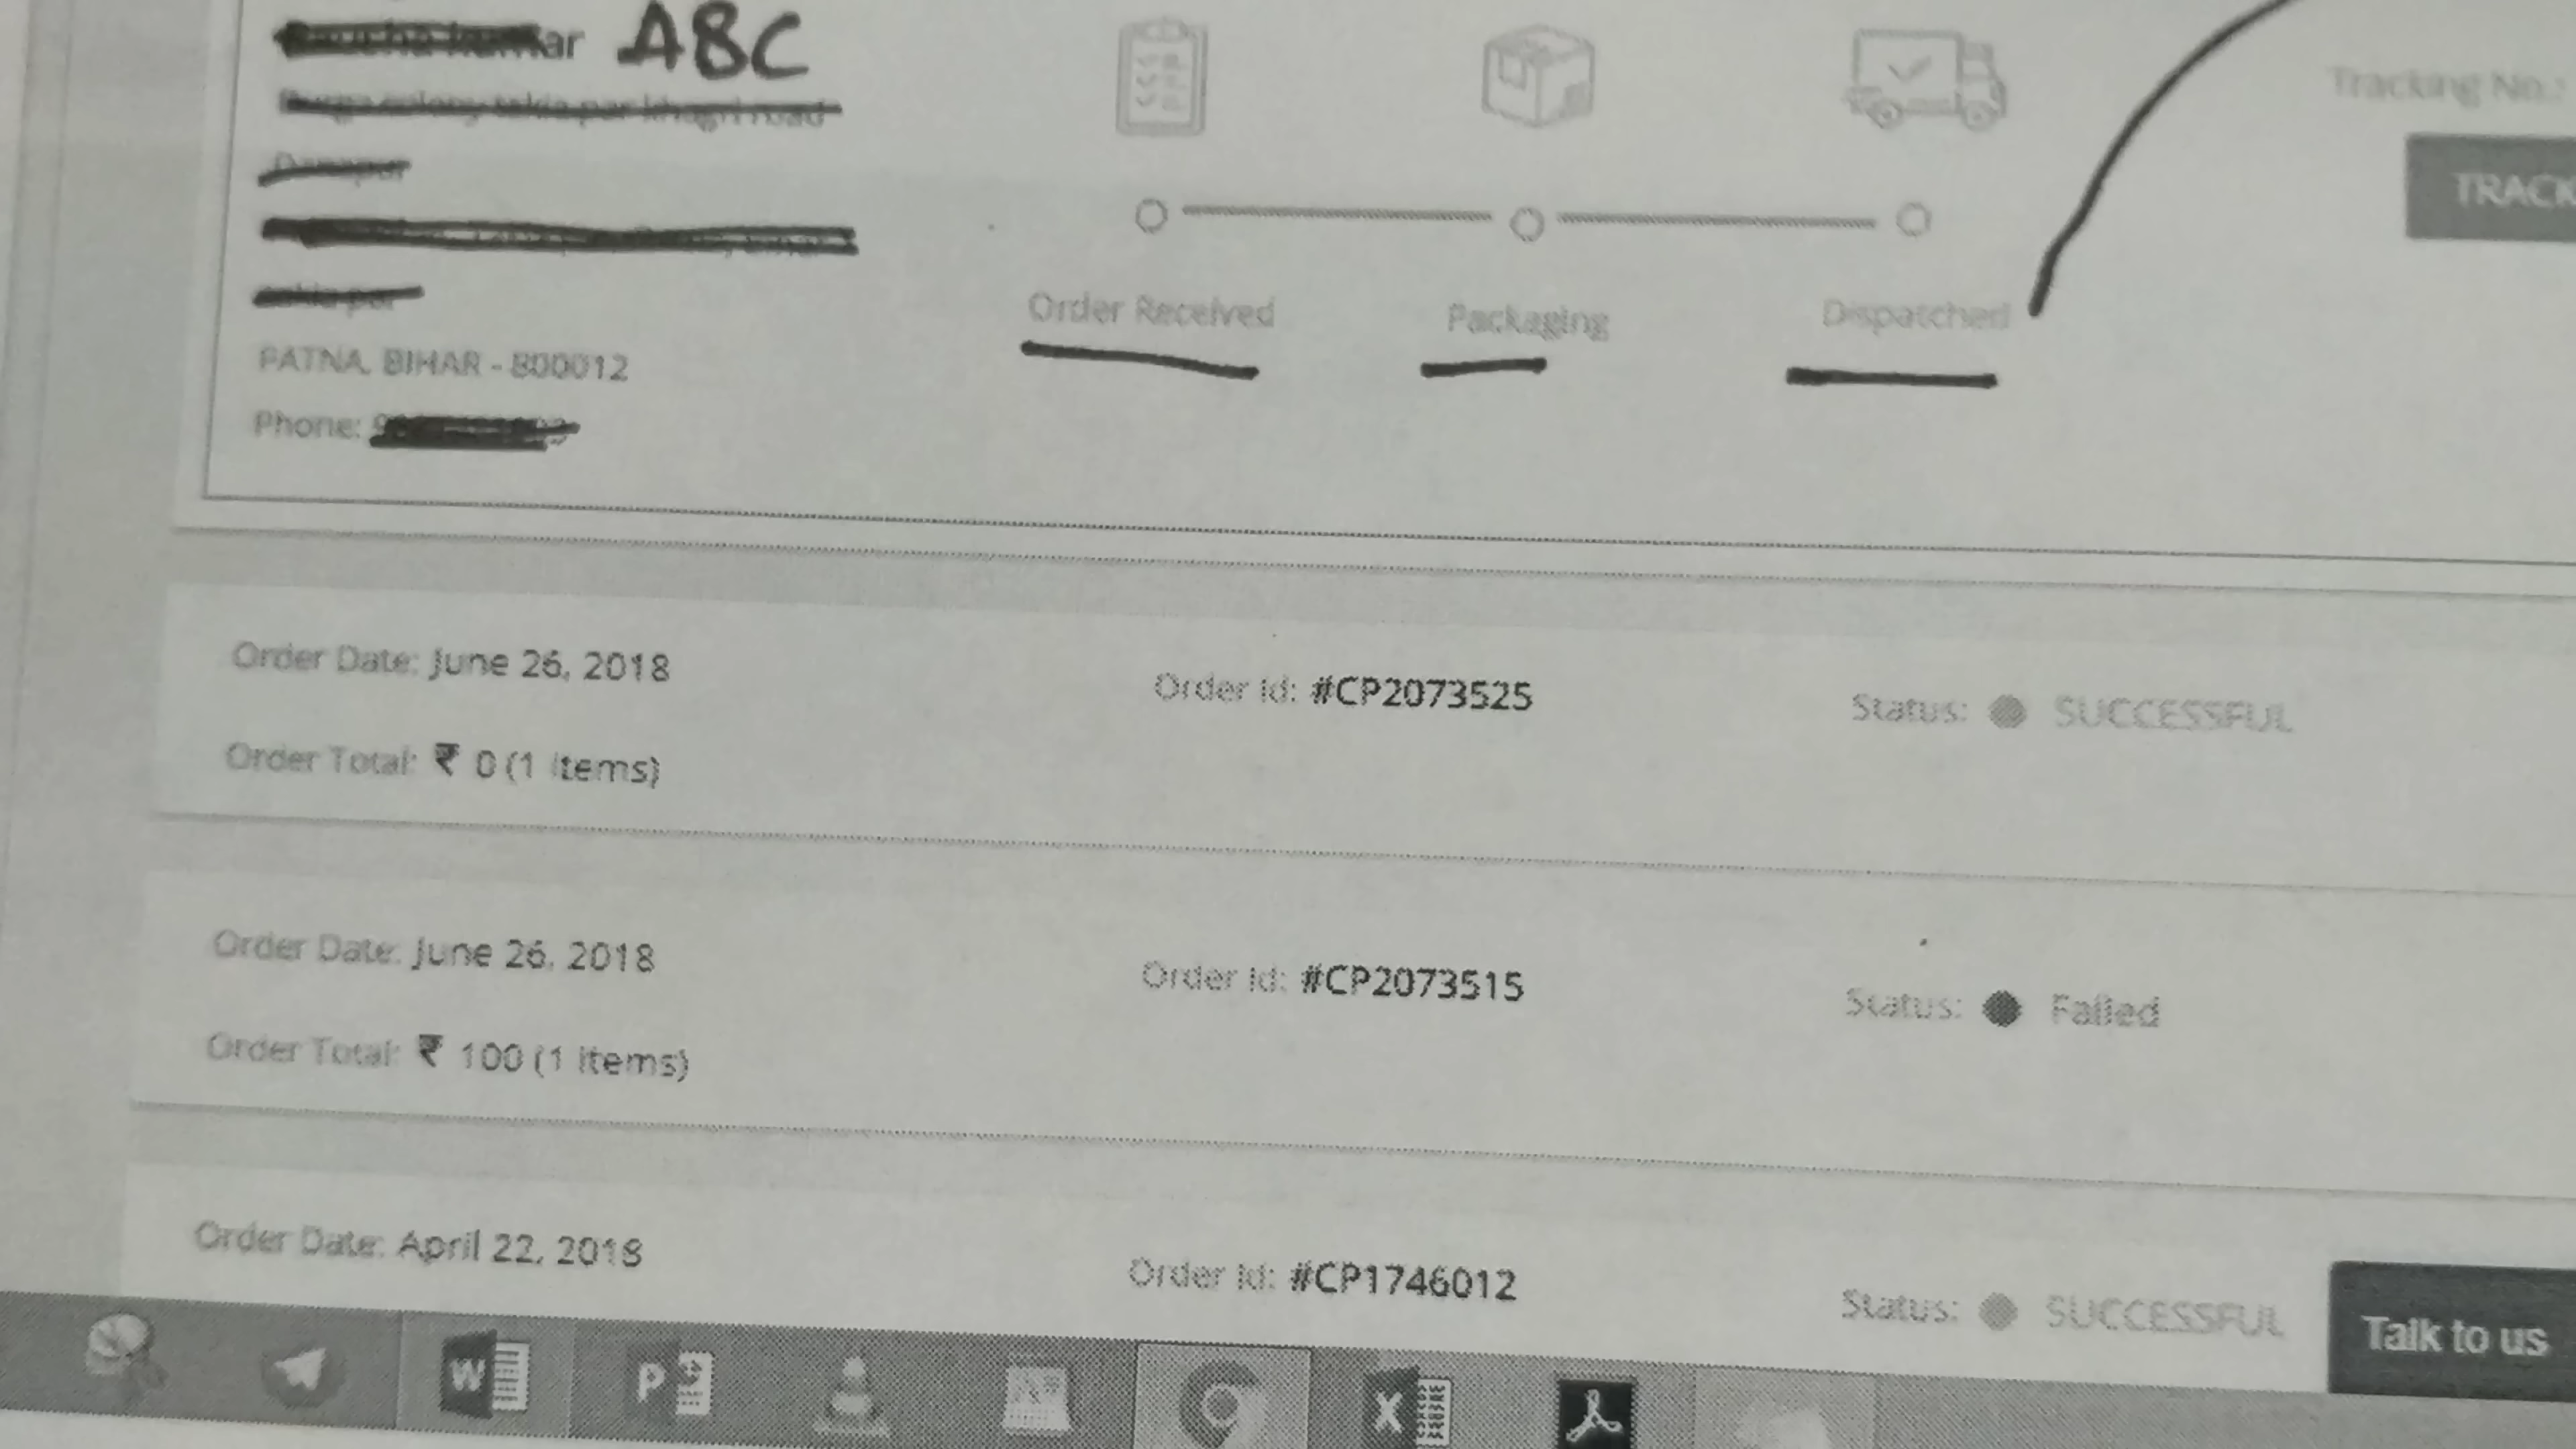 ABC
PATNA, BIHAR - 800012
Phone:
Order Received
Packaging
Dispatched
Tracking No.:
TRACK
Order Date: June 26, 2018
Order Id: #CP2073525
Status: SUCCESSFUL
Order Total: ₹ 0 (1 items)
Order Date: June 26, 2018
Order Id: #CP2073515
Status: Failed
Order Total: ₹ 100 (1 items)
Order Date: April 22, 2018
Order Id: #CP1746012
Status: SUCCESSFUL
Talk to us